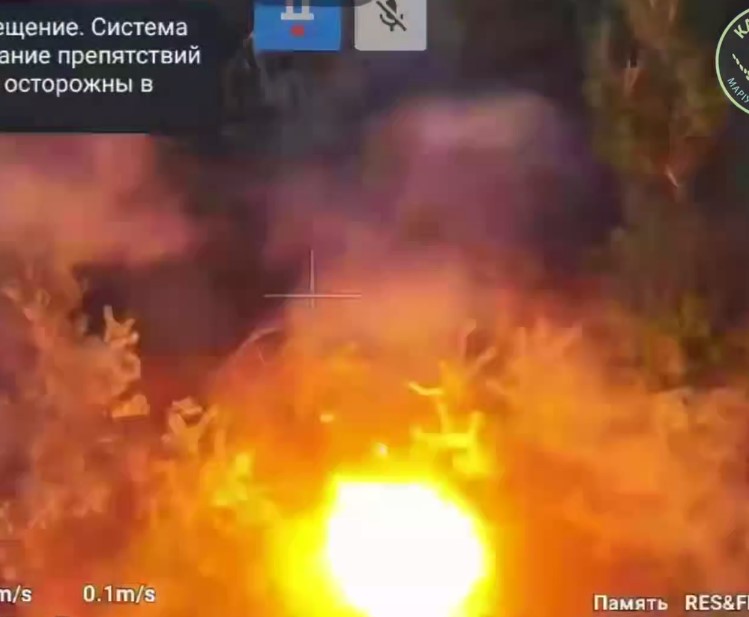 ещение. Система
ание препятствий
осторожны в
m/s 0.1m/s
Память RES&F